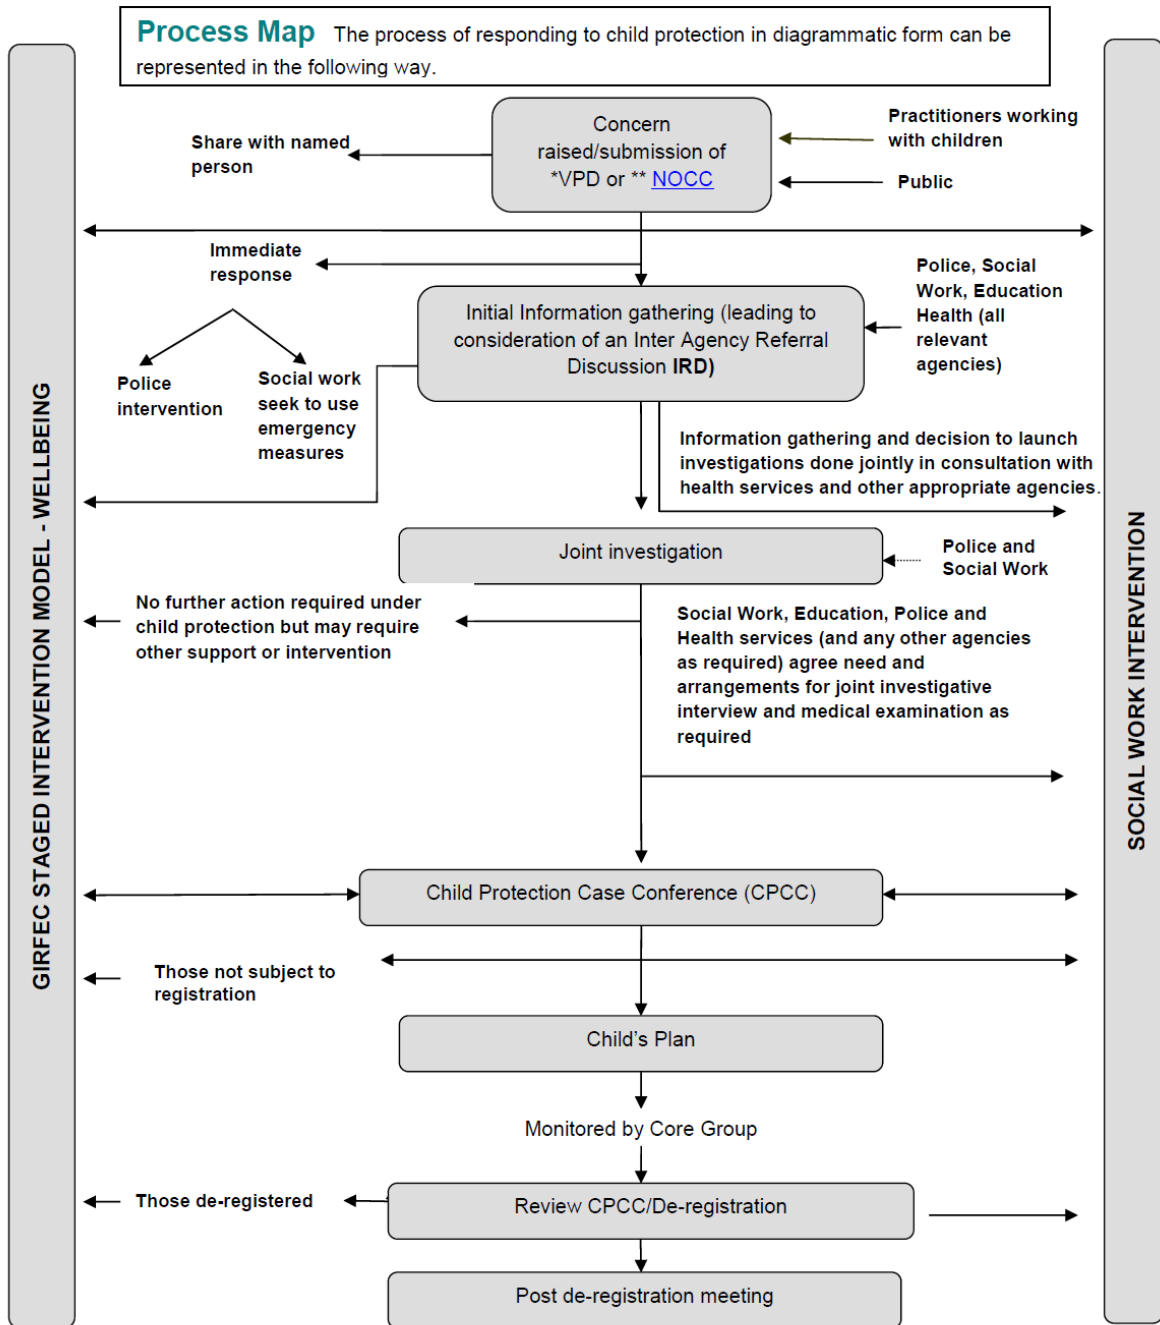 Process Map The process of responding to child protection in diagrammatic form can be
represented in the following way.
Concern
raised/submission of
*VPD or ** NOCC
Share with named
person
Practitioners working
with children
Public
Immediate
response
Police, Social
Work, Education
Health (all
relevant
agencies)
Initial Information gathering (leading to
consideration of an Inter Agency Referral
Discussion IRD)
Police
intervention
Social work
seek to use
emergency
measures
Information gathering and decision to launch
investigations done jointly in consultation with
health services and other appropriate agencies.
Joint investigation
Police and
Social Work
No further action required under
child protection but may require
other support or intervention
Social Work, Education, Police and
Health services (and any other agencies
as required) agree need and
arrangements for joint investigative
interview and medical examination as
required
Child Protection Case Conference (CPCC)
Those not subject to
registration
Child's Plan
Monitored by Core Group
Those de-registered
Review CPCC/De-registration
Post de-registration meeting
GIRFEC STAGED INTERVENTION MODEL - WELLBEING
SOCIAL WORK INTERVENTION